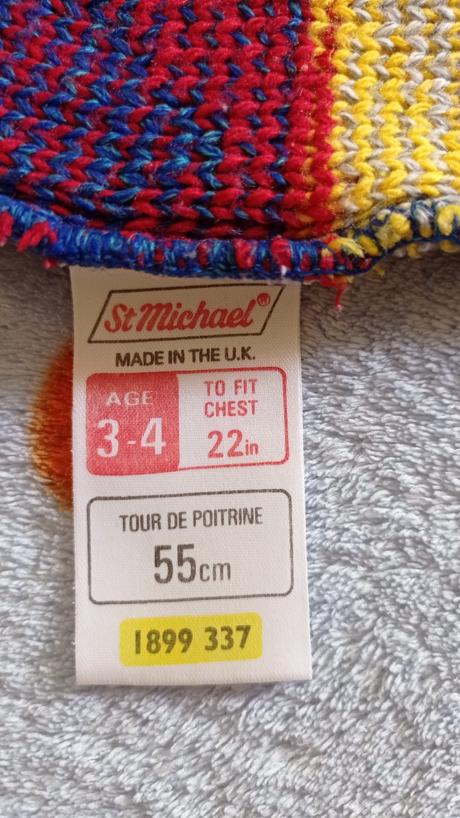 St Michael®
MADE IN THE U.K.
AGE
3-4
TO FIT
CHEST
22in
TOUR DE POITRINE
55cm
1899 337